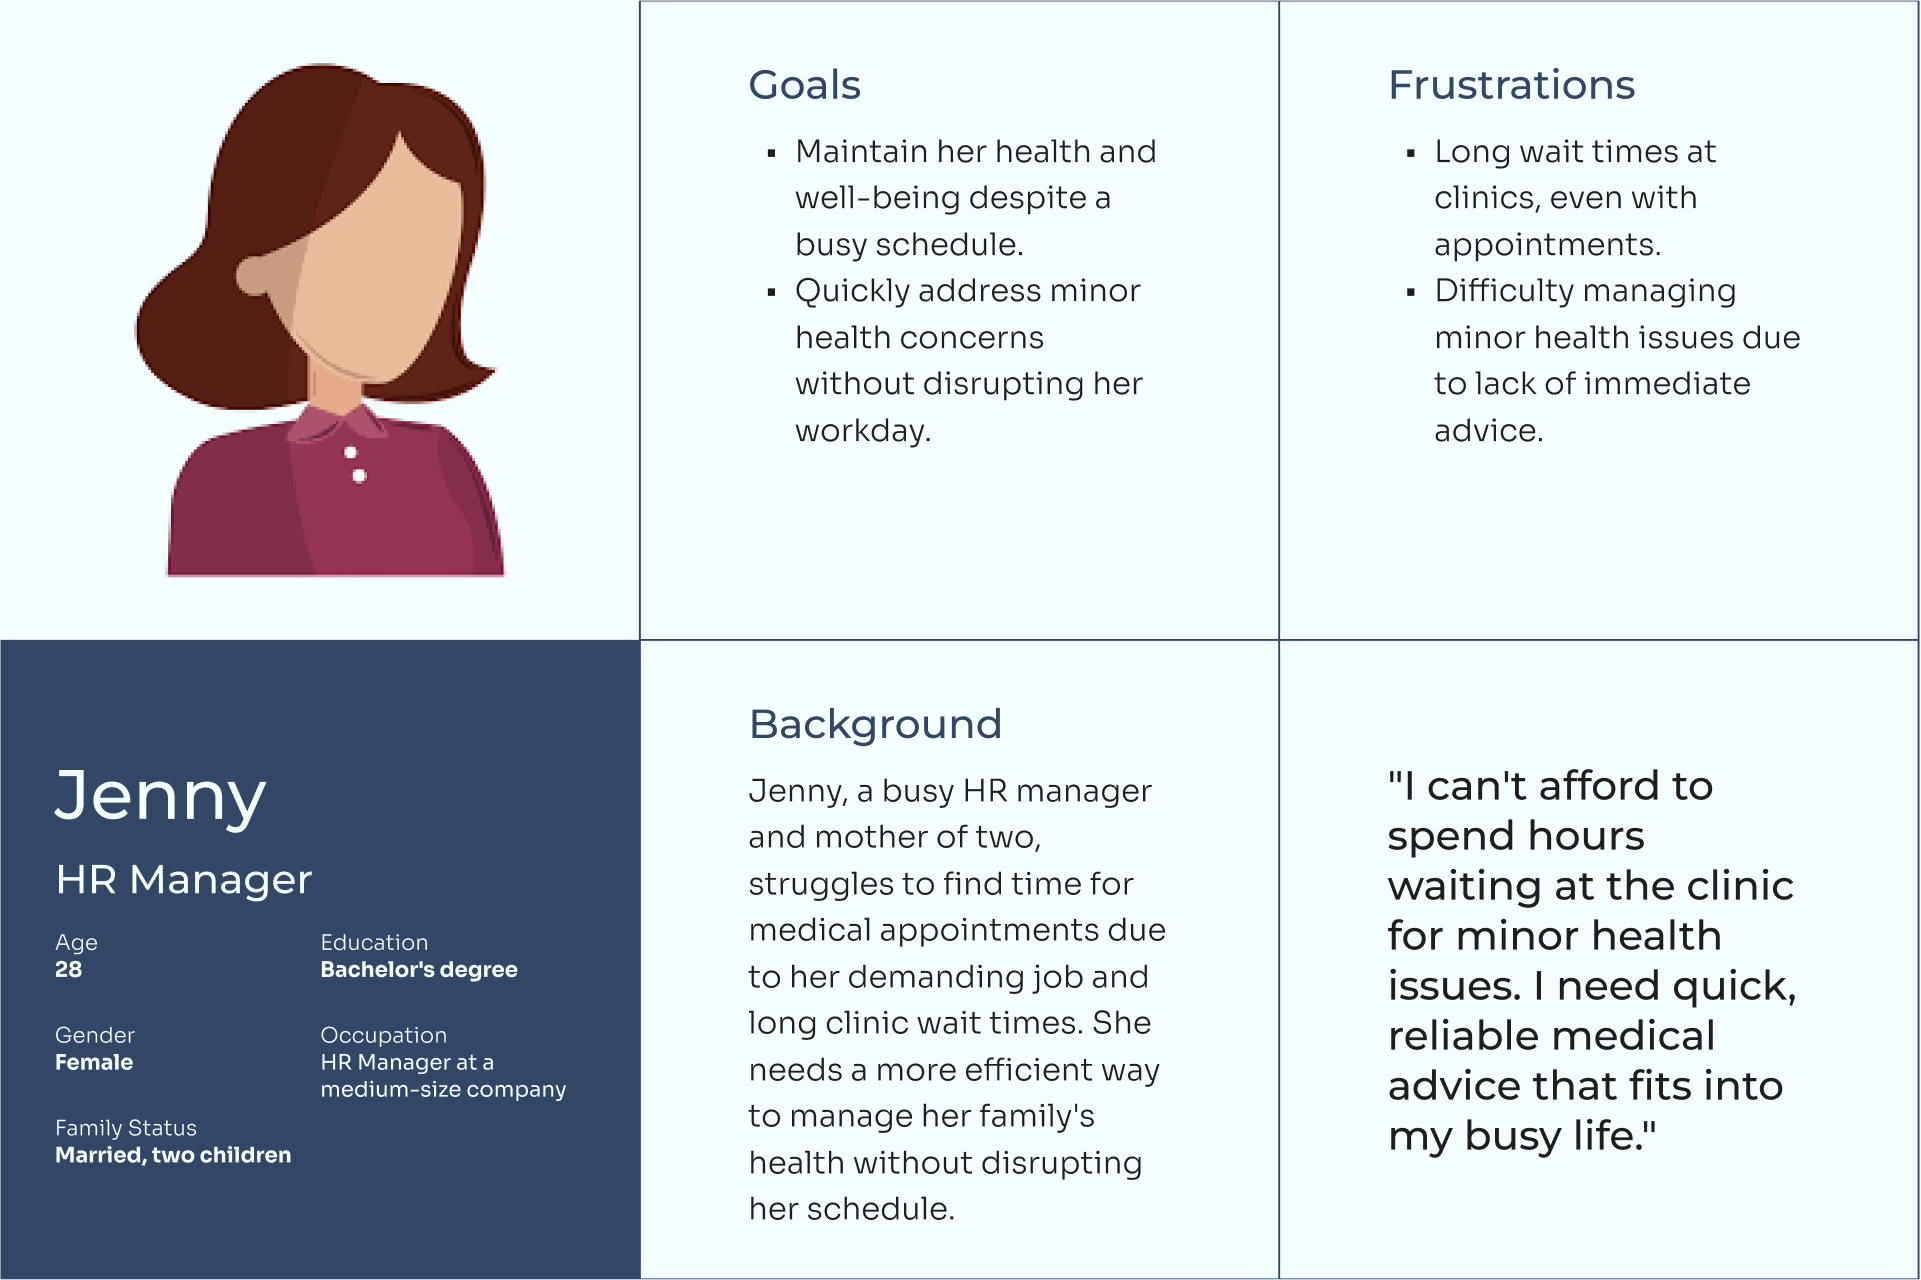 Goals
▪ Maintain her health and
well-being despite a
busy schedule.
▪ Quickly address minor
health concerns
without disrupting her
workday.
Frustrations
▪ Long wait times at
clinics, even with
appointments.
▪ Difficulty managing
minor health issues due
to lack of immediate
advice.
Jenny
HR Manager
Age
28
Education
Bachelor's degree
Gender
Female
Occupation
HR Manager at a
medium-size company
Family Status
Married, two children
Background
Jenny, a busy HR manager
and mother of two,
struggles to find time for
medical appointments due
to her demanding job and
long clinic wait times. She
needs a more efficient way
to manage her family's
health without disrupting
her schedule.
"I can't afford to
spend hours
waiting at the clinic
for minor health
issues. I need quick,
reliable medical
advice that fits into
my busy life."